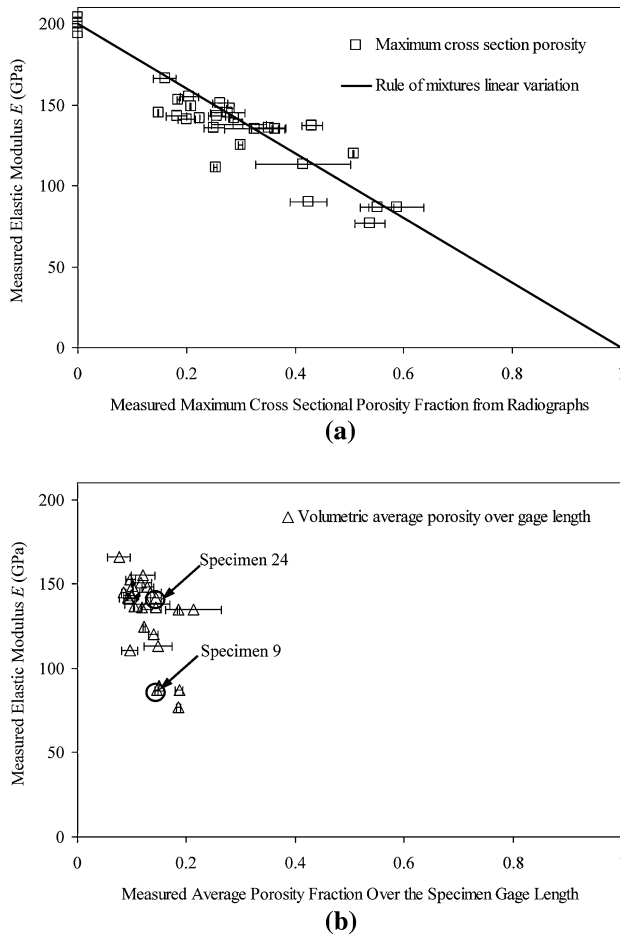 200
150
100
50
0
Measured Elastic Modulus E (GPa)
Maximum cross section porosity
Rule of mixtures linear variation
0 0.2 0.4 0.6 0.8 1
Measured Maximum Cross Sectional Porosity Fraction from Radiographs
(a)
200
150
100
50
0
Measured Elastic Modulus E (GPa)
Volumetric average porosity over gage length
Specimen 24
Specimen 9
0 0.2 0.4 0.6 0.8
Measured Average Porosity Fraction Over the Specimen Gage Length
(b)